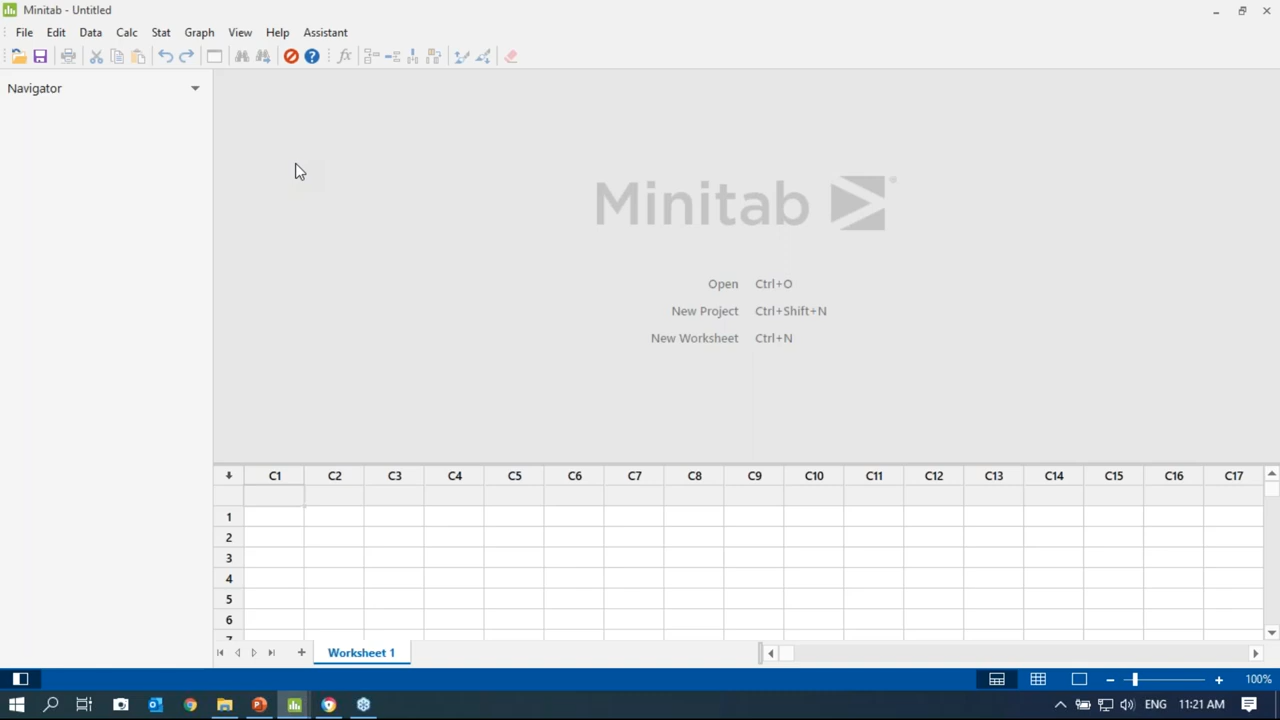 Minitab - Untitled
File Edit Data Calc Stat Graph View Help Assistant
fx
Navigator
Minitab
Open Ctrl+O
New Project Ctrl+Shift+N
New Worksheet Ctrl+N
C1 C2 C3 C4 C5 C6 C7 C8 C9 C10 C11 C12 C13 C14 C15 C16 C17
1
2
3
4
5
6
7
Worksheet 1
100%
ENG 11:21 AM